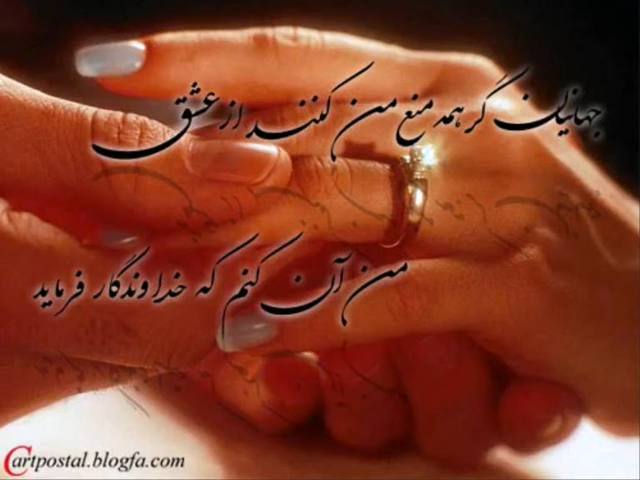 جهانیان گر همه منع من کنند از عشق
من آن کنم که خداوندگار فرماید
Cartpostal.blogfa.com